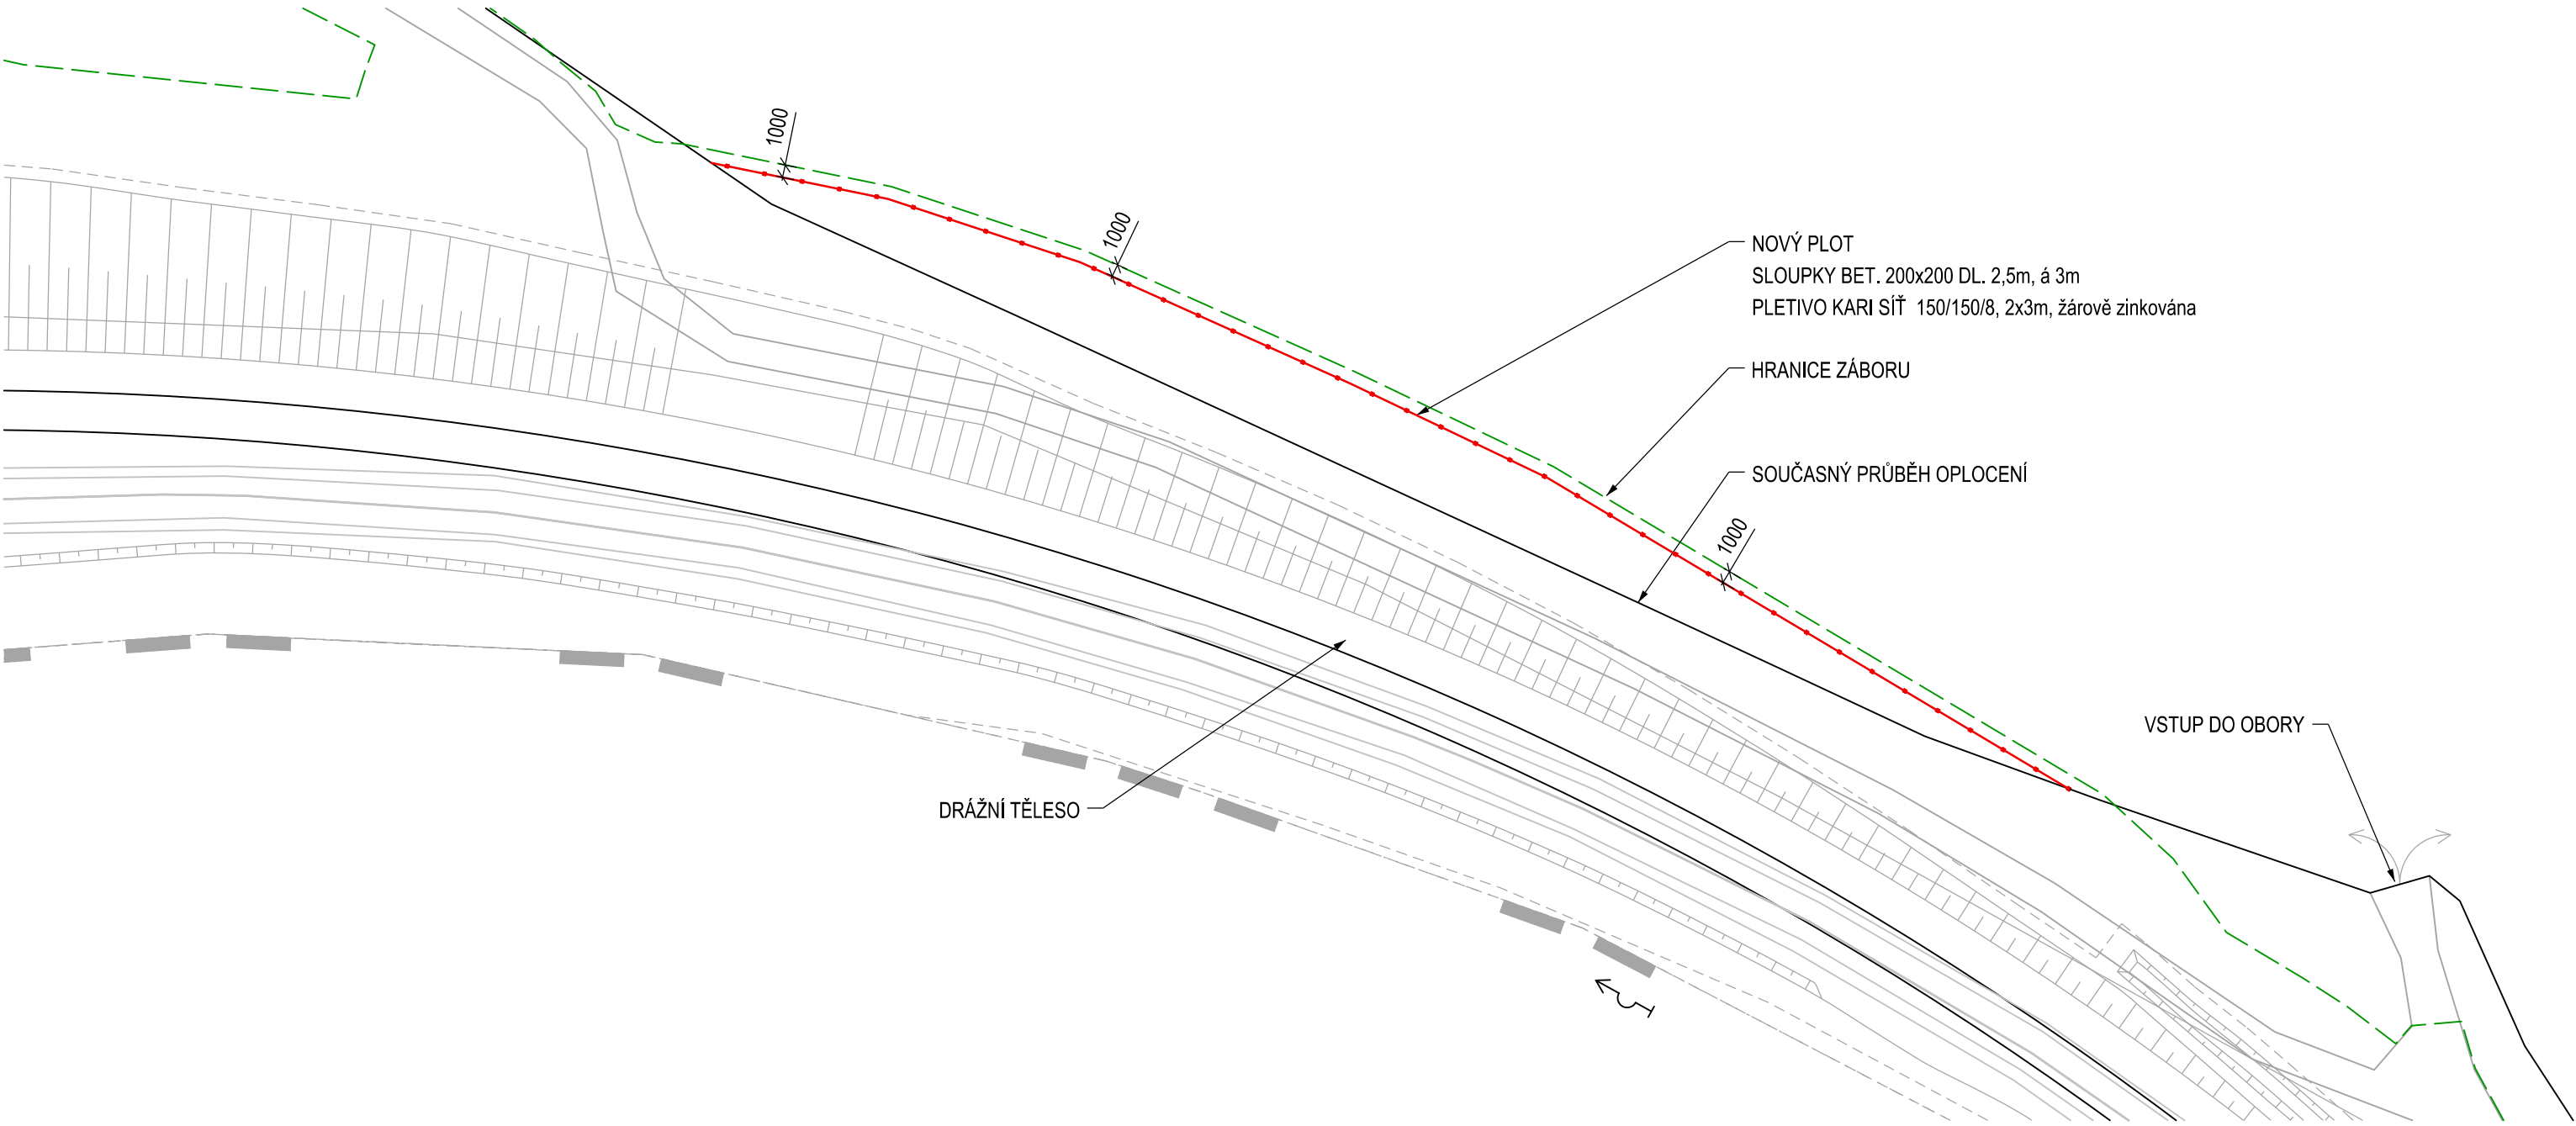 1000
1000
NOVÝ PLOT
SLOUPKY BET. 200x200 DL. 2,5m, á 3m
PLETIVO KARI SÍŤ 150/150/8, 2x3m, žárově zinkována
HRANICE ZÁBORU
SOUČASNÝ PRŮBĚH OPLOCENÍ
1000
VSTUP DO OBORY
DRÁŽNÍ TĚLESO